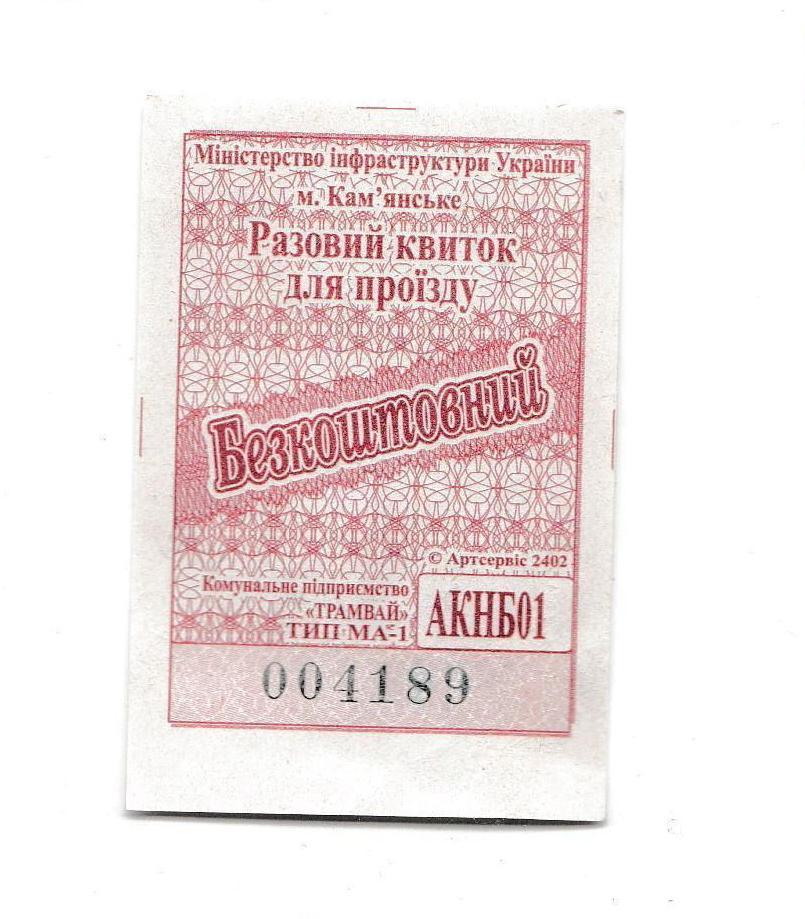 Міністерство інфраструктури України
м. Кам’янське
Разовий квиток
для проїзду
Безкоштовний
© Артсервіс 2402
Комунальне підприємство
«ТРАМВАЙ»
ТИП МА-1
АКНБ01
004189